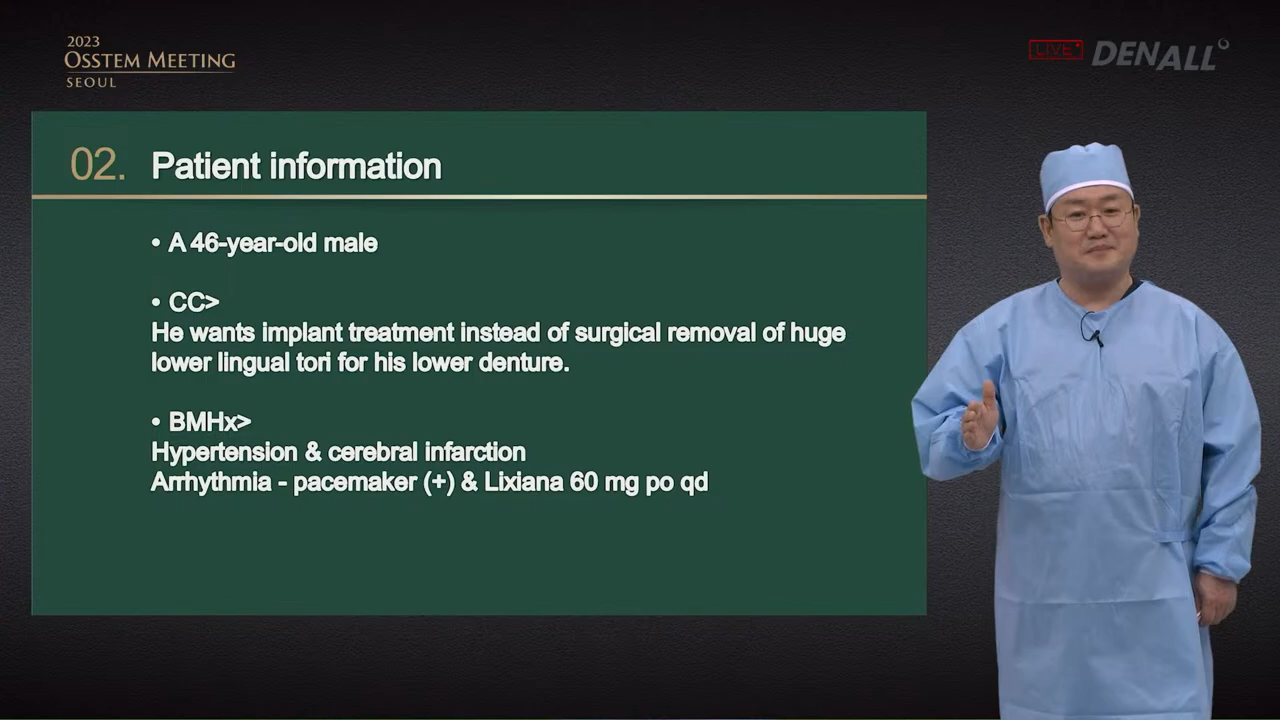 2023
OSSTEM MEETING
SEOUL
LIVE
DENALL
02. Patient information
• A 46-year-old male
• CC>
He wants implant treatment instead of surgical removal of huge
lower lingual tori for his lower denture.
• BMHx>
Hypertension & cerebral infarction
Arrhythmia - pacemaker (+) & Lixiana 60 mg po qd